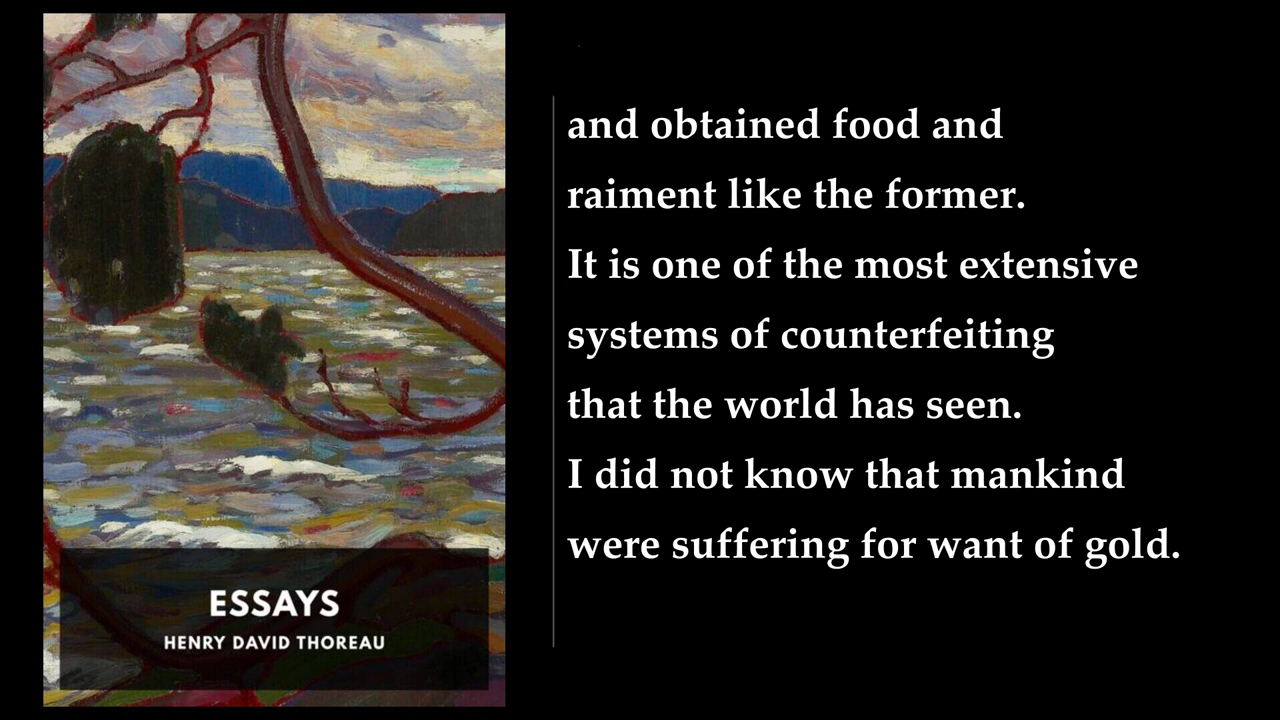 ESSAYS
HENRY DAVID THOREAU
and obtained food and
raiment like the former.
It is one of the most extensive
systems of counterfeiting
that the world has seen.
I did not know that mankind
were suffering for want of gold.